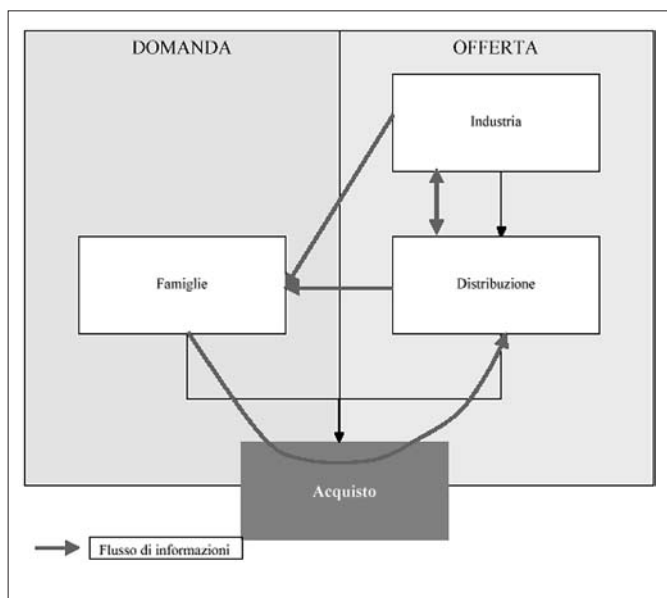 DOMANDA
OFFERTA
Industria
Famiglie
Distribuzione
Acquisto
Flusso di informazioni